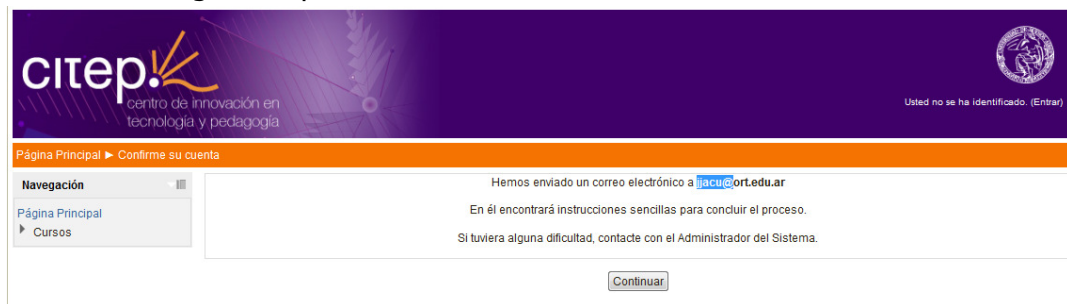 citep.
centro de innovación en
tecnología y pedagogía
Usted no se ha identificado. (Entrar)
Página Principal ► Confirme su cuenta
Navegación
Página Principal
Cursos
Hemos enviado un correo electrónico a jjacu@ort.edu.ar
En él encontrará instrucciones sencillas para concluir el proceso.
Si tuviera alguna dificultad, contacte con el Administrador del Sistema.
Continuar